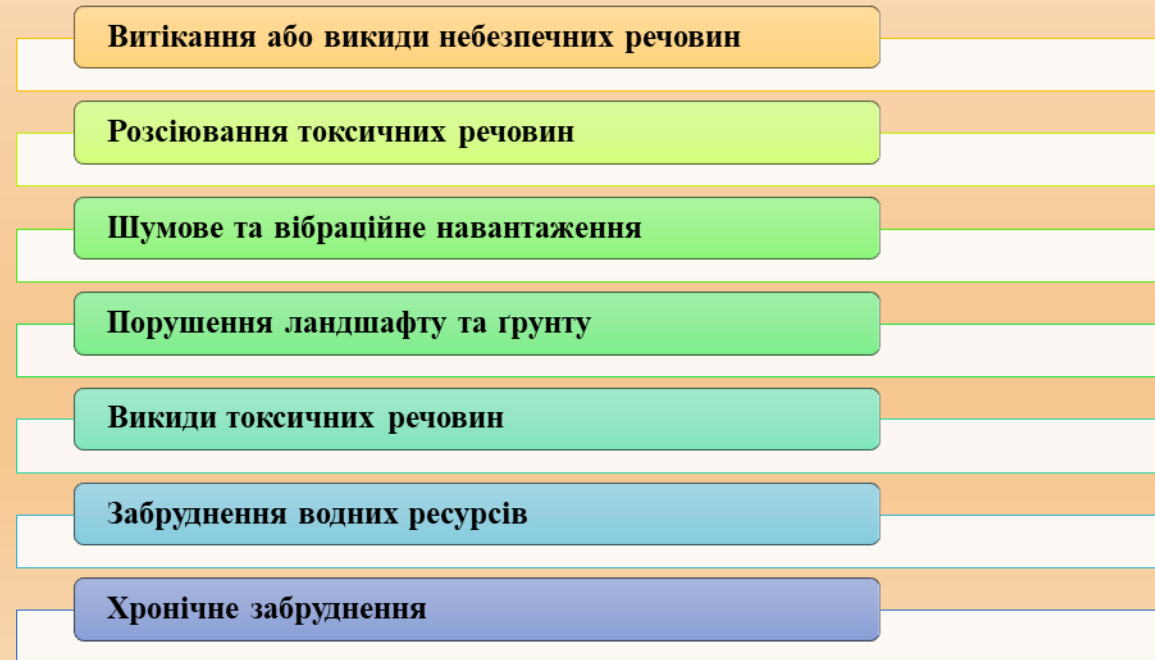 Витікання або викиди небезпечних речовин
Розсіювання токсичних речовин
Шумове та вібраційне навантаження
Порушення ландшафту та ґрунту
Викиди токсичних речовин
Забруднення водних ресурсів
Хронічне забруднення